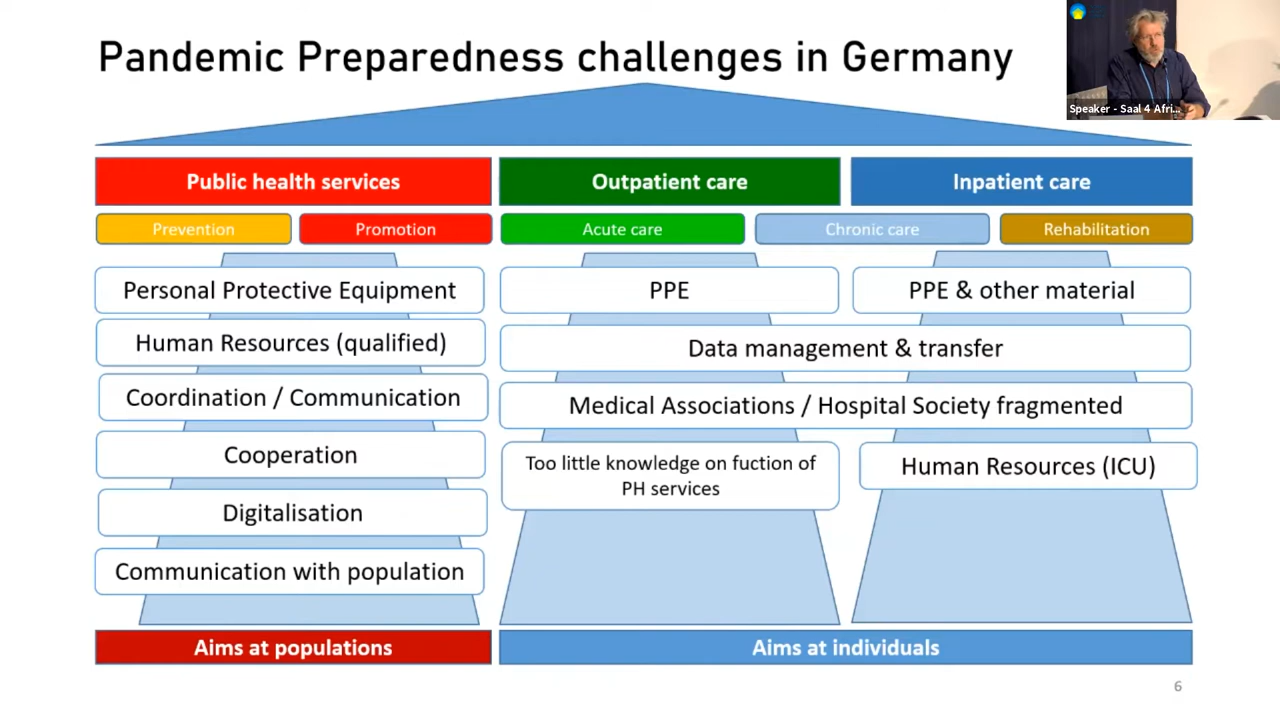 Pandemic Preparedness challenges in Germany
Speaker - Saal 4 Afri...
Public health services
Outpatient care
Inpatient care
Prevention
Promotion
Acute care
Chronic care
Rehabilitation
Personal Protective Equipment
PPE
PPE & other material
Human Resources (qualified)
Data management & transfer
Coordination / Communication
Medical Associations / Hospital Society fragmented
Cooperation
Too little knowledge on fuction of
PH services
Human Resources (ICU)
Digitalisation
Communication with population
Aims at populations
Aims at individuals
6